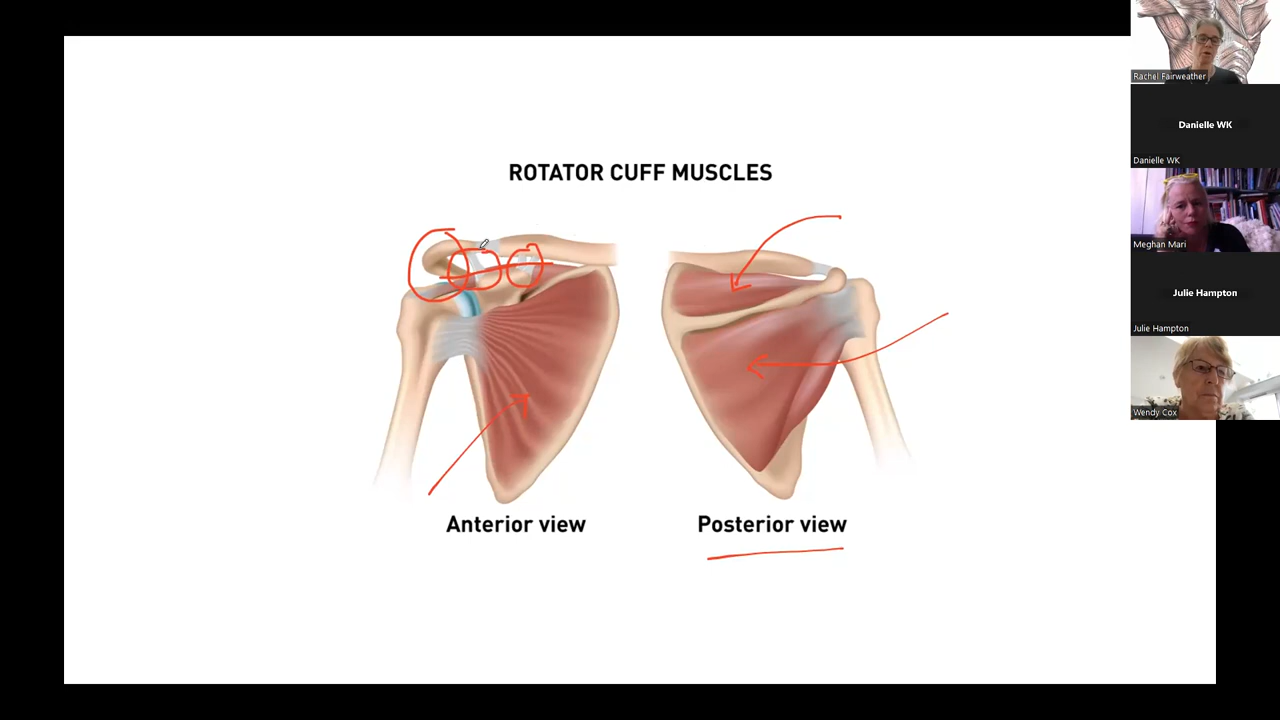 ROTATOR CUFF MUSCLES
Anterior view
Posterior view
Rachel Fairweather
Danielle WK
Danielle WK
Meghan Mari
Julie Hampton
Julie Hampton
Wendy Cox